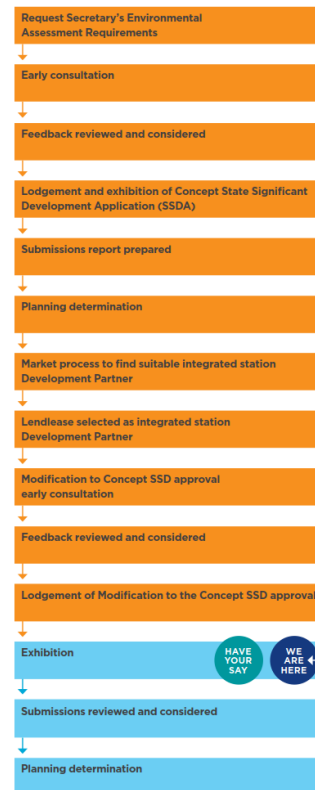 Request Secretary's Environmental
Assessment Requirements
Early consultation
Feedback reviewed and considered
Lodgement and exhibition of Concept State Significant
Development Application (SSDA)
Submissions report prepared
Planning determination
Market process to find suitable integrated station
Development Partner
Lendlease selected as integrated station
Development Partner
Modification to Concept SSD approval
early consultation
Feedback reviewed and considered
Lodgement of Modification to the Concept SSD approval
Exhibition
HAVE
YOUR
SAY
WE
ARE
HERE
Submissions reviewed and considered
Planning determination